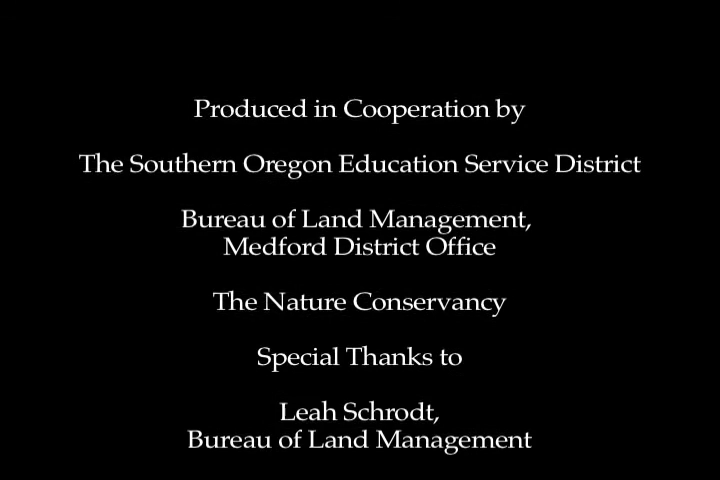 Produced in Cooperation by
The Southern Oregon Education Service District
Bureau of Land Management,
Medford District Office
The Nature Conservancy
Special Thanks to
Leah Schrodt,
Bureau of Land Management